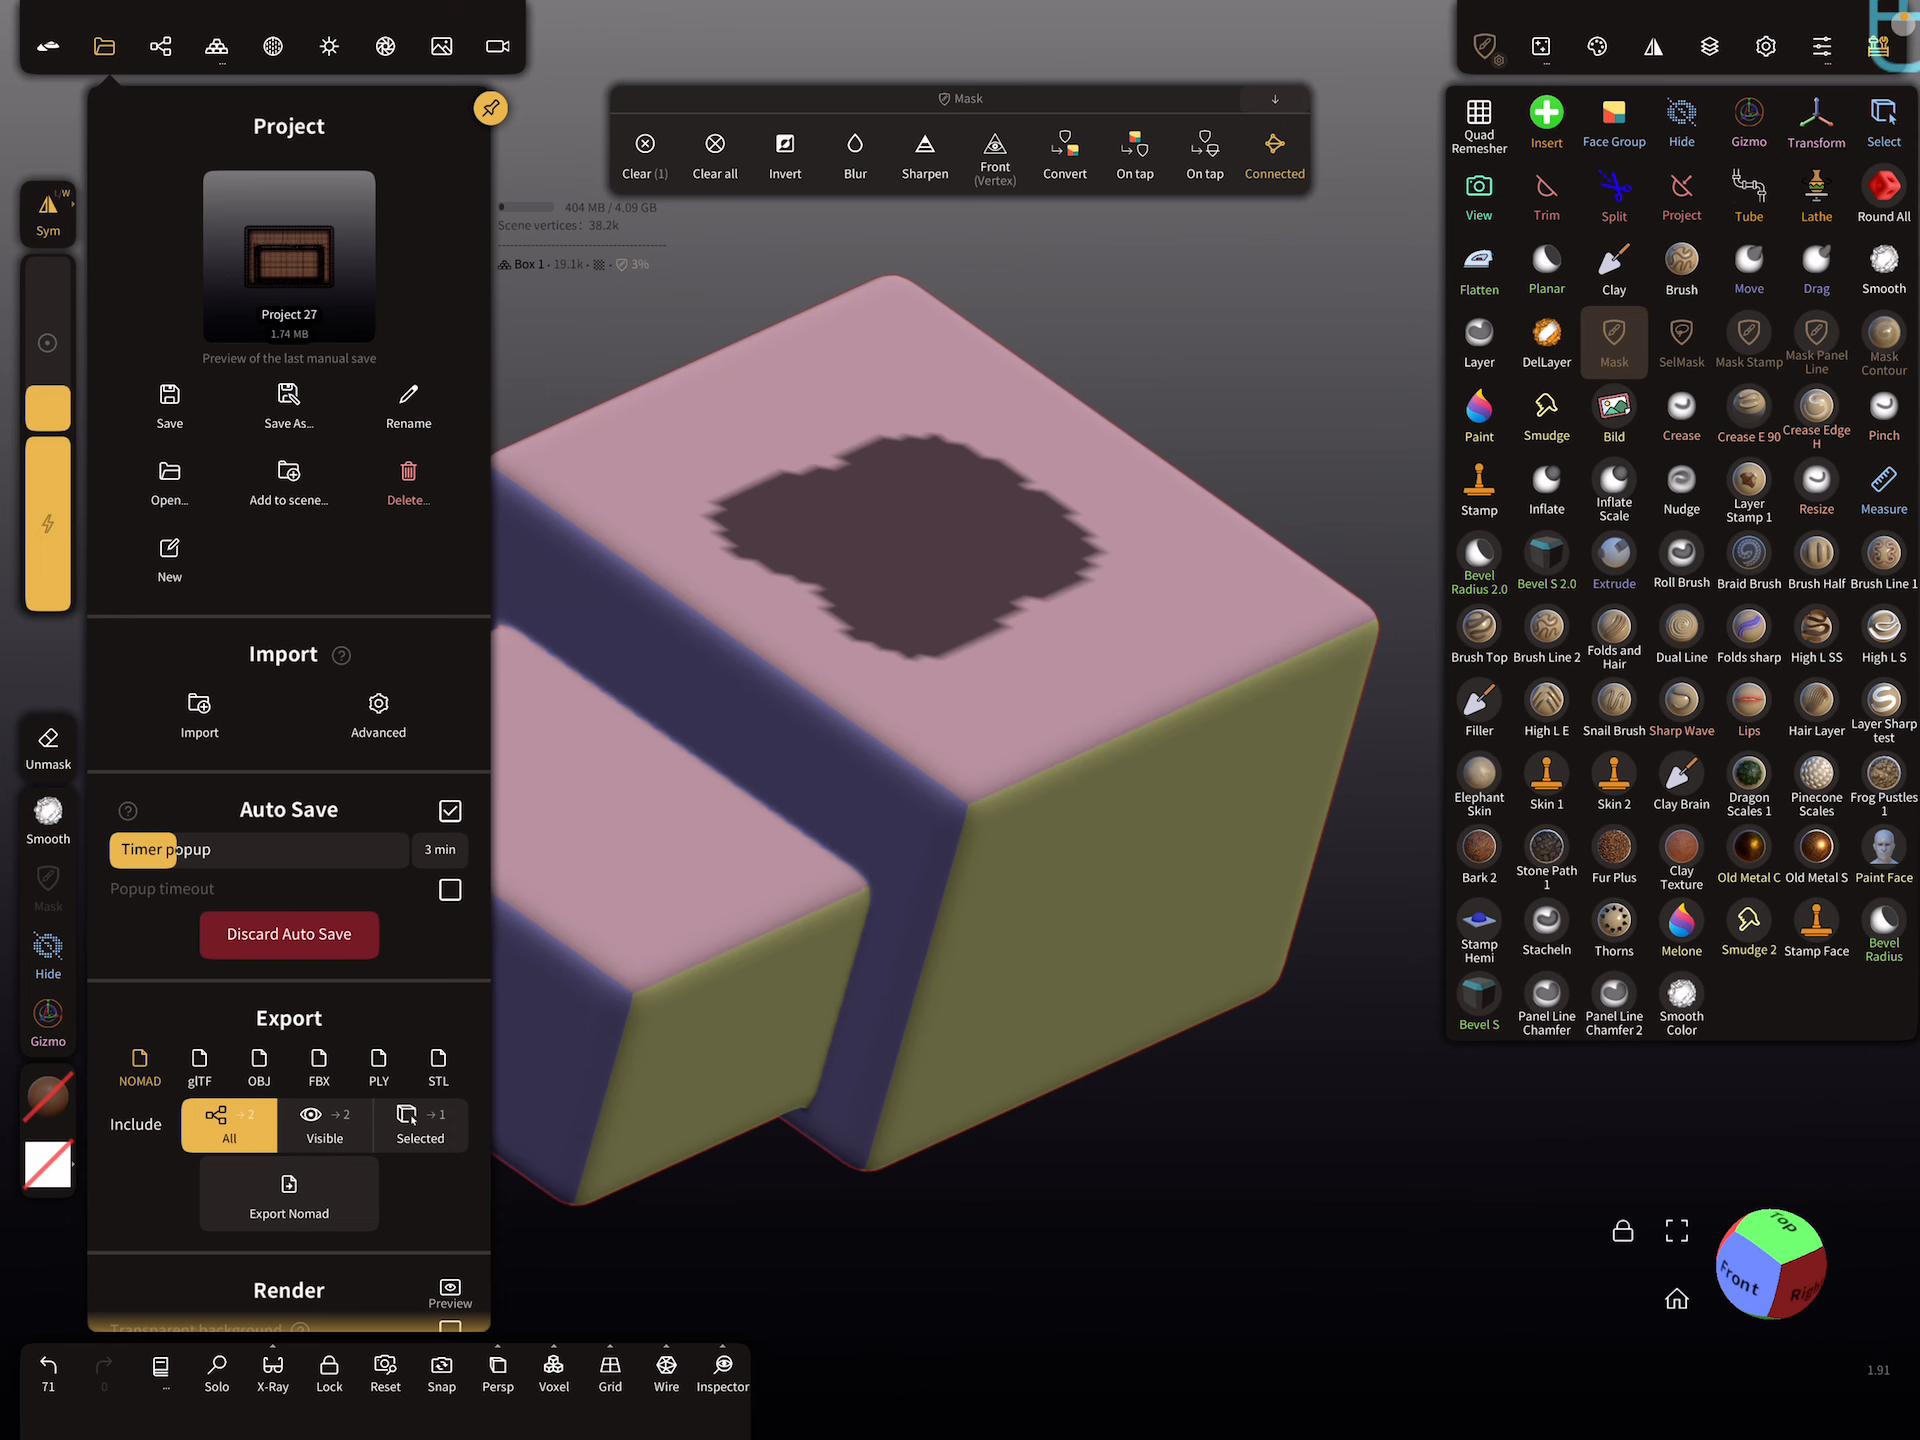 Project
Project 27
1.74 MB
Preview of the last manual save
Save
Save As...
Rename
Open...
Add to scene...
Delete...
New
Import
Import
Advanced
Auto Save
Timer popup
3 min
Popup timeout
Discard Auto Save
Export
NOMAD
glTF
OBJ
FBX
PLY
STL
Include
→ 2
All
→ 2
Visible
→ 1
Selected
Export Nomad
Render
Preview
Transparent background
L/W
Sym
Unmask
Smooth
Mask
Hide
Gizmo
Mask
Clear (1)
Clear all
Invert
Blur
Sharpen
Front
(Vertex)
Convert
On tap
On tap
Connected
404 MB / 4.09 GB
Scene vertices: 38.2k
Box 1 · 19.1k · · 3%
Quad
Remesher
Insert
Face Group
Hide
Gizmo
Transform
Select
View
Trim
Split
Project
Tube
Lathe
Round All
Flatten
Planar
Clay
Brush
Move
Drag
Smooth
Layer
DelLayer
Mask
SelMask
Mask Stamp
Mask Panel
Line
Mask
Contour
Paint
Smudge
Bild
Crease
Crease E 90
Crease Edge
H
Pinch
Stamp
Inflate
Inflate
Scale
Nudge
Layer
Stamp 1
Resize
Measure
Bevel
Radius 2.0
Bevel S 2.0
Extrude
Roll Brush
Braid Brush
Brush Half
Brush Line 1
Brush Top
Brush Line 2
Folds and
Hair
Dual Line
Folds sharp
High L SS
High L S
Filler
High L E
Snail Brush
Sharp Wave
Lips
Hair Layer
Layer Sharp
test
Elephant
Skin
Skin 1
Skin 2
Clay Brain
Dragon
Scales 1
Pinecone
Scales
Frog Pustles
1
Bark 2
Stone Path
1
Fur Plus
Clay
Texture
Old Metal C
Old Metal S
Paint Face
Stamp
Hemi
Stacheln
Thorns
Melone
Smudge 2
Stamp Face
Bevel
Radius
Bevel S
Panel Line
Chamfer
Panel Line
Chamfer 2
Smooth
Color
Top
Front
Right
1.91
71
0
...
Solo
X-Ray
Lock
Reset
Snap
Persp
Voxel
Grid
Wire
Inspector